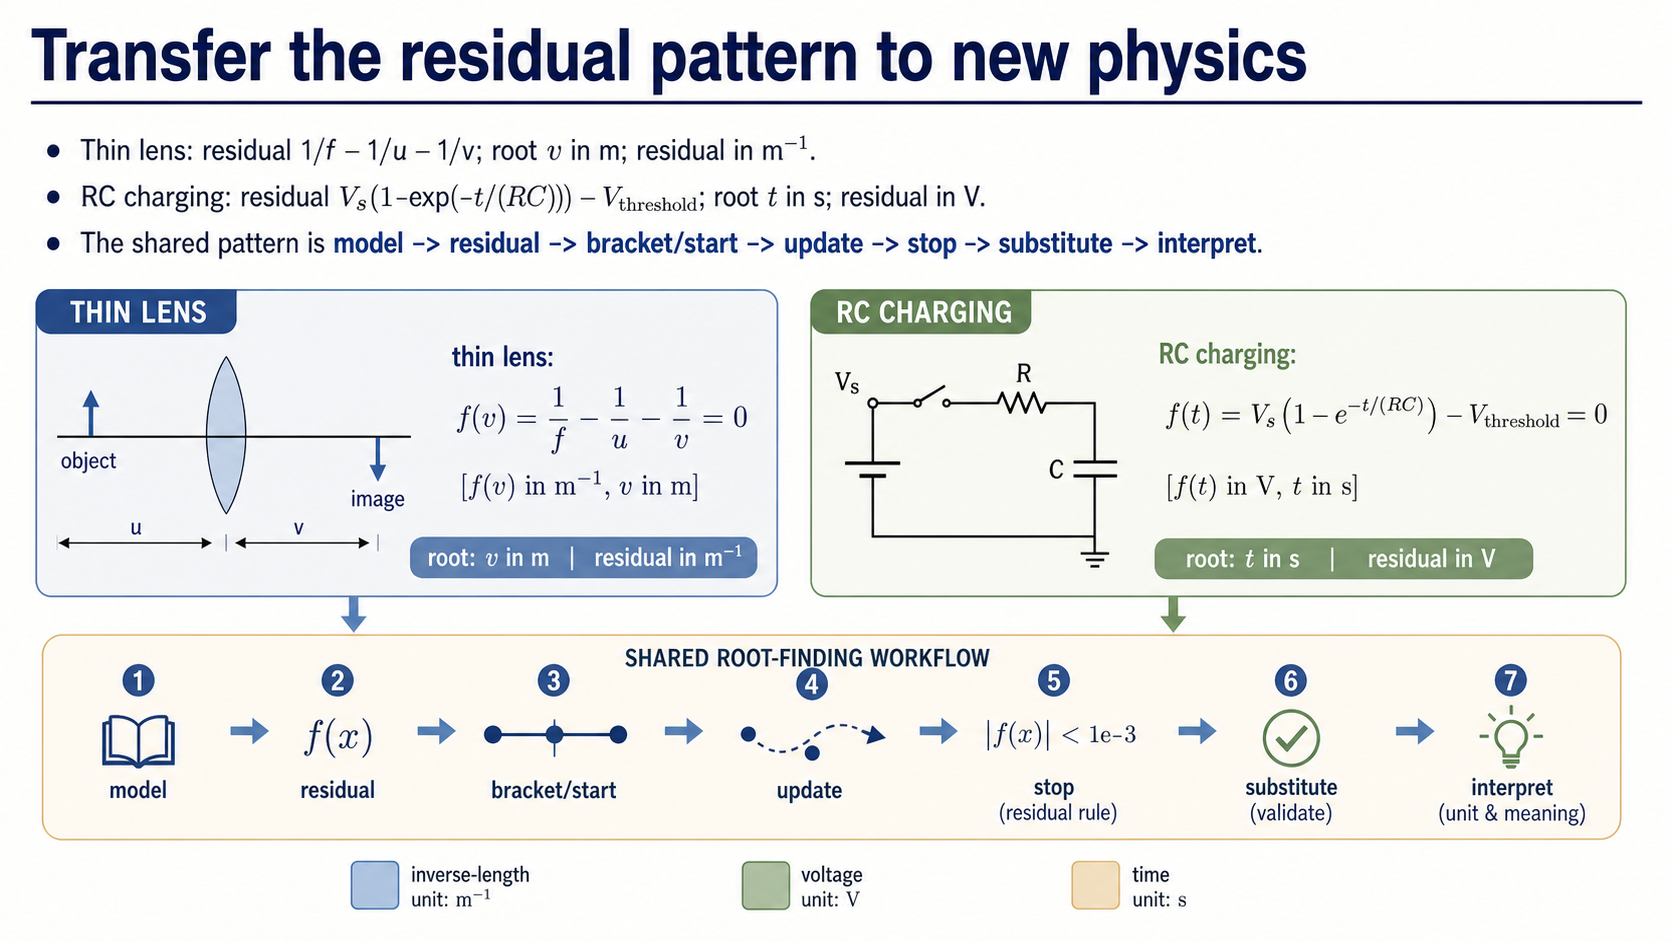 Transfer the residual pattern to new physics
• Thin lens: residual 1/f − 1/u − 1/v; root v in m; residual in m⁻¹.
• RC charging: residual Vₛ(1−exp(−t/(RC))) − V_threshold; root t in s; residual in V.
• The shared pattern is model -> residual -> bracket/start -> update -> stop -> substitute -> interpret.
THIN LENS
object
image
u
v
thin lens:
f(v) = 1/f − 1/u − 1/v = 0
[f(v) in m⁻¹, v in m]
root: v in m | residual in m⁻¹
RC CHARGING
Vₛ
R
C
RC charging:
f(t) = Vₛ (1 − e^{−t/(RC)}) − V_threshold = 0
[f(t) in V, t in s]
root: t in s | residual in V
SHARED ROOT-FINDING WORKFLOW
1
model
2
f(x)
residual
3
bracket/start
4
update
5
|f(x)| < 1e-3
stop
(residual rule)
6
substitute
(validate)
7
interpret
(unit & meaning)
inverse-length
unit: m⁻¹
voltage
unit: V
time
unit: s